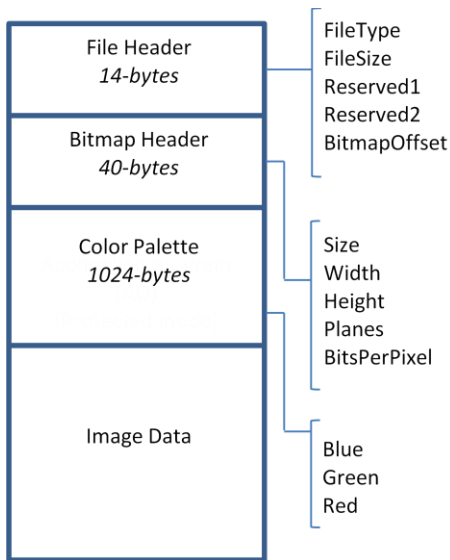 File Header
14-bytes
FileType
FileSize
Reserved1
Reserved2
BitmapOffset
Bitmap Header
40-bytes
Color Palette
1024-bytes
Size
Width
Height
Planes
BitsPerPixel
Image Data
Blue
Green
Red